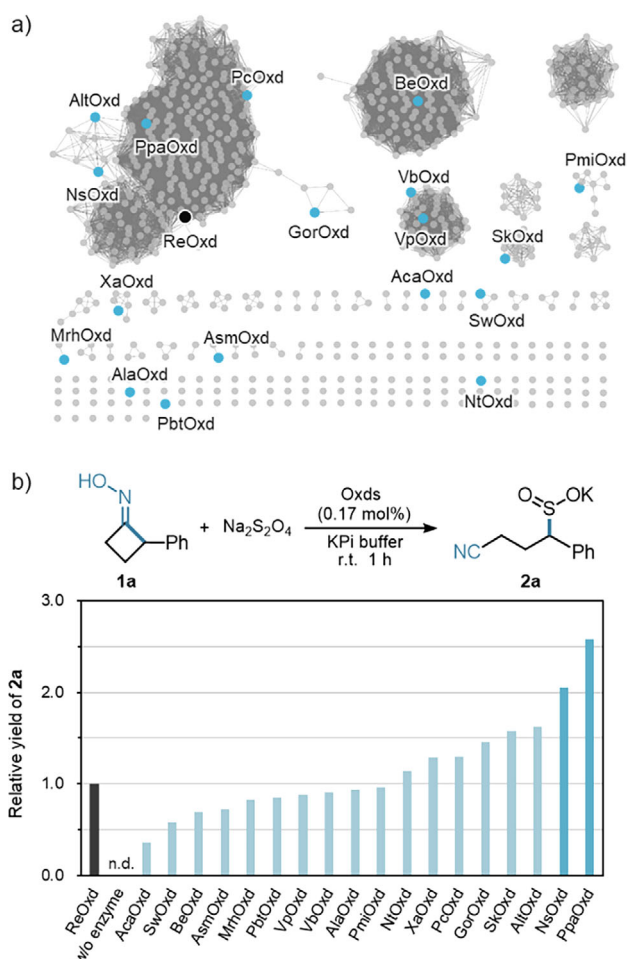 a)
PcOxd
BeOxd
AltOxd
PpaOxd
PmiOxd
VbOxd
NsOxd
GorOxd
VpOxd
SkOxd
ReOxd
XaOxd
AcaOxd
SwOxd
MrhOxd
AsmOxd
AlaOxd
NtOxd
PbtOxd
b)
HO
N
Ph
1a
+ Na2S2O4
Oxds
(0.17 mol%)
KPi buffer
r.t. 1 h
O S OK
NC
Ph
2a
Relative yield of 2a
3.0
2.0
1.0
0.0
n.d.
ReOxd
w/o enzyme
AcaOxd
SwOxd
BeOxd
AsmOxd
MrhOxd
PbtOxd
VpOxd
VbOxd
AlaOxd
PmiOxd
NtOxd
XaOxd
PcOxd
GorOxd
SkOxd
AltOxd
NsOxd
PpaOxd